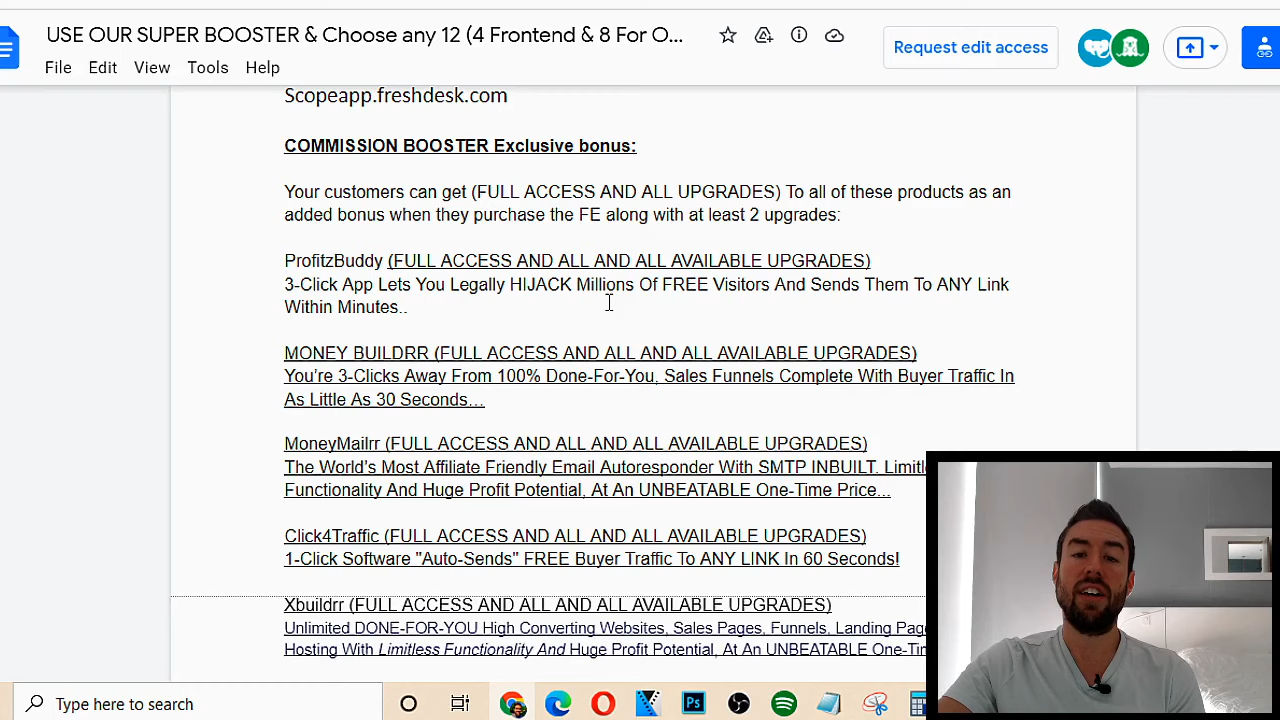 USE OUR SUPER BOOSTER & Choose any 12 (4 Frontend & 8 For O...
Request edit access
File Edit View Tools Help
Scopeapp.freshdesk.com
COMMISSION BOOSTER Exclusive bonus:
Your customers can get (FULL ACCESS AND ALL UPGRADES) To all of these products as an
added bonus when they purchase the FE along with at least 2 upgrades:
ProfitzBuddy (FULL ACCESS AND ALL AND ALL AVAILABLE UPGRADES)
3-Click App Lets You Legally HIJACK Millions Of FREE Visitors And Sends Them To ANY Link
Within Minutes..
MONEY BUILDRR (FULL ACCESS AND ALL AND ALL AVAILABLE UPGRADES)
You're 3-Clicks Away From 100% Done-For-You, Sales Funnels Complete With Buyer Traffic In
As Little As 30 Seconds…
MoneyMailrr (FULL ACCESS AND ALL AND ALL AVAILABLE UPGRADES)
The World's Most Affiliate Friendly Email Autoresponder With SMTP INBUILT.
Functionality And Huge Profit Potential, At An UNBEATABLE One-Time Price...
Click4Traffic (FULL ACCESS AND ALL AND ALL AVAILABLE UPGRADES)
1-Click Software "Auto-Sends" FREE Buyer Traffic To ANY LINK In 60 Seconds!
Xbuildrr (FULL ACCESS AND ALL AND ALL AVAILABLE UPGRADES)
Unlimited DONE-FOR-YOU High Converting Websites, Sales Pages, Funnels, Landing
Hosting With Limitless Functionality And Huge Profit Potential, At An UNBEATABLE
Type here to search
Ps